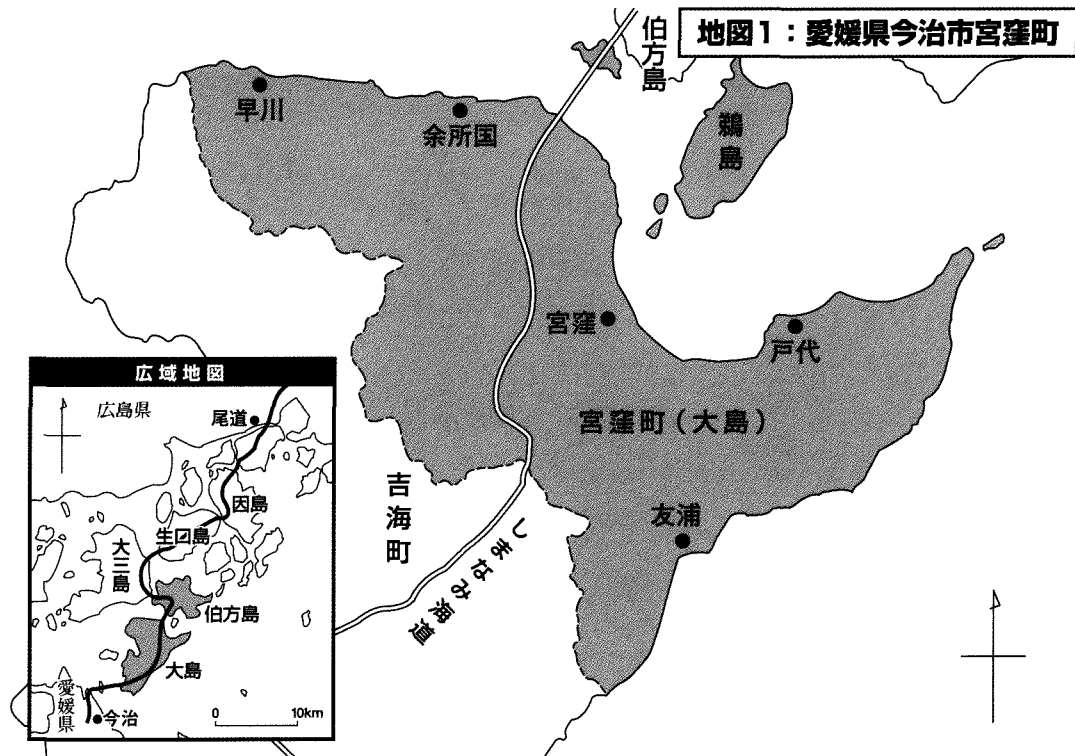 地図1：愛媛県今治市宮窪町
伯方島
早川
余所国
鵜島
宮窪
戸代
宮窪町（大島）
友浦
吉海町
しまなみ海道
広域地図
広島県
尾道
因島
生口島
大三島
伯方島
大島
愛媛県
今治
0 10km